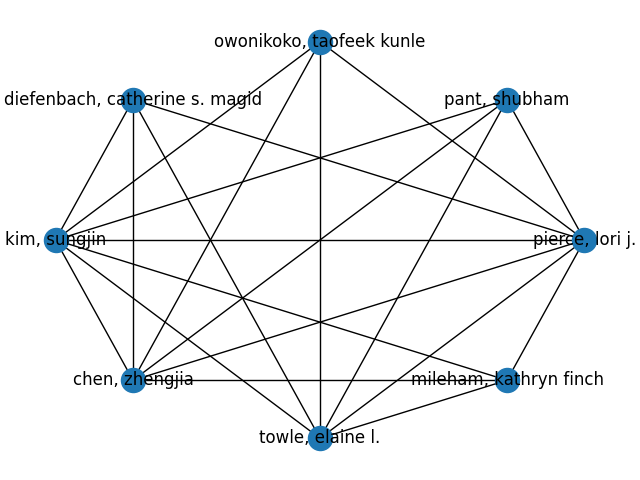 owonikoko, taofeek kunle
diefenbach, catherine s. magid
pant, shubham
kim, sungjin
pierce, lori j.
chen, zhengjia
mileham, kathryn finch
towle, elaine l.